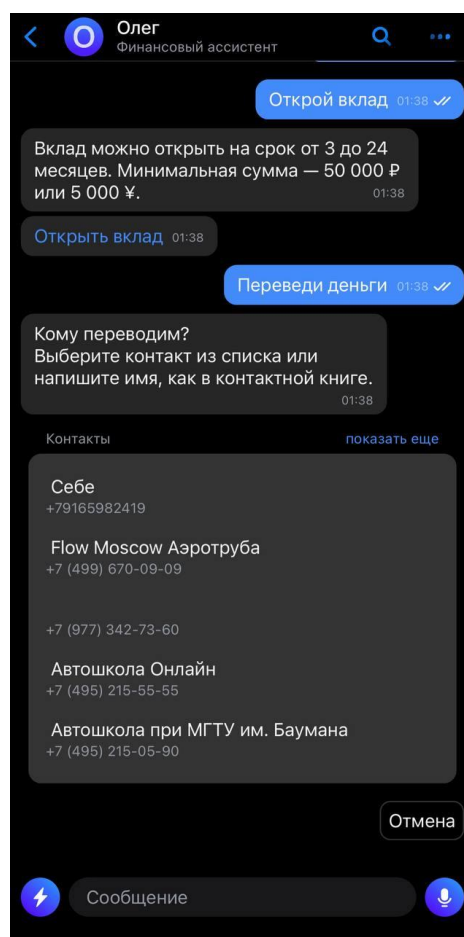 Олег
Финансовый ассистент
Открой вклад 01:38
Вклад можно открыть на срок от 3 до 24
месяцев. Минимальная сумма — 50 000 ₽
или 5 000 ¥.
01:38
Открыть вклад 01:38
Переведи деньги 01:38
Кому переводим?
Выберите контакт из списка или
напишите имя, как в контактной книге.
01:38
Контакты
показать еще
Себе
+79165982419
Flow Moscow Аэротруба
+7 (499) 670-09-09
+7 (977) 342-73-60
Автошкола Онлайн
+7 (495) 215-55-55
Автошкола при МГТУ им. Баумана
+7 (495) 215-05-90
Отмена
Сообщение